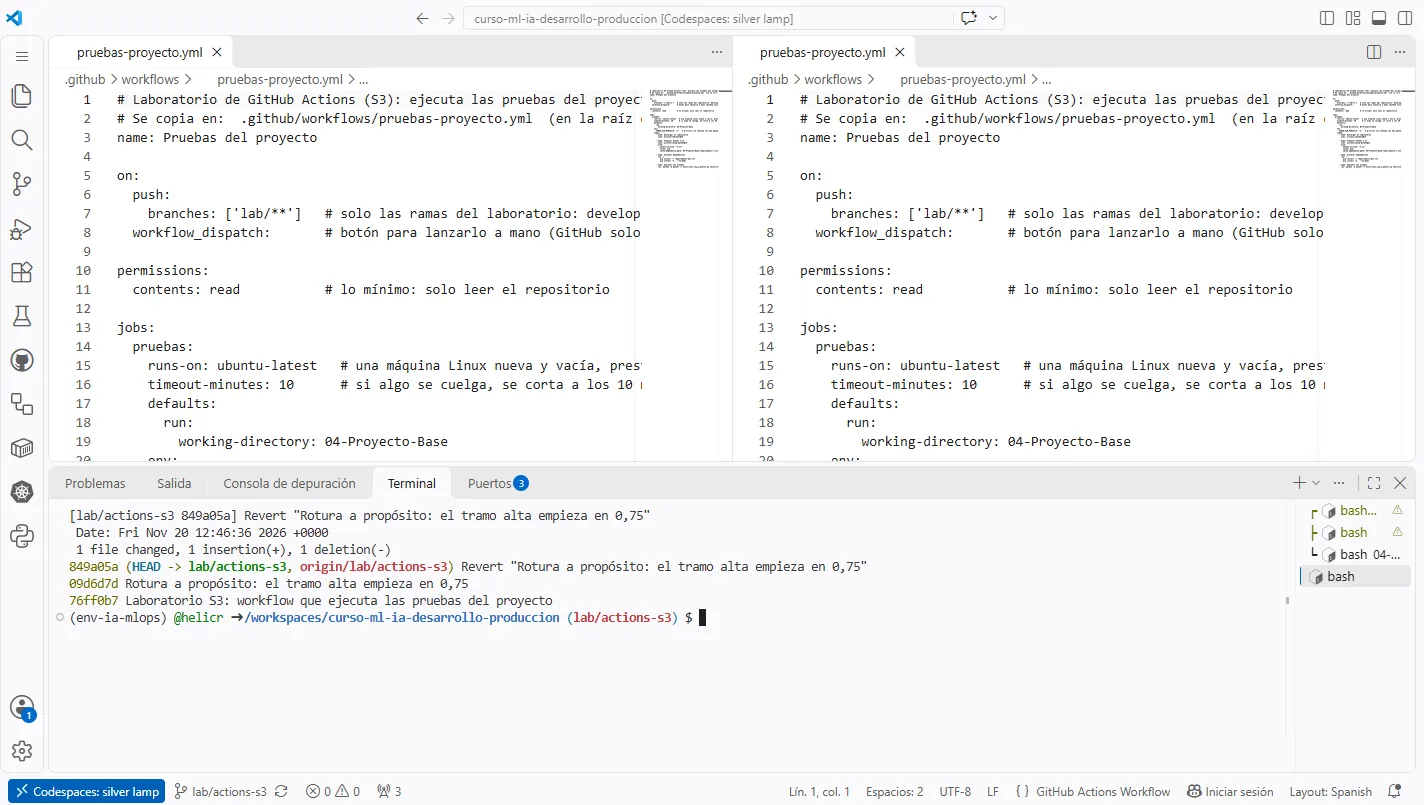 curso-ml-ia-desarrollo-produccion [Codespaces: silver lamp]
pruebas-proyecto.yml
.github > workflows > pruebas-proyecto.yml > ...
1 # Laboratorio de GitHub Actions (S3): ejecuta las pruebas del proyec
2 # Se copia en: .github/workflows/pruebas-proyecto.yml (en la raíz
3 name: Pruebas del proyecto
4
5 on:
6 push:
7 branches: ['lab/**'] # solo las ramas del laboratorio: develop
8 workflow_dispatch: # botón para lanzarlo a mano (GitHub solo
9
10 permissions:
11 contents: read # lo mínimo: solo leer el repositorio
12
13 jobs:
14 pruebas:
15 runs-on: ubuntu-latest # una máquina Linux nueva y vacía, pres
16 timeout-minutes: 10 # si algo se cuelga, se corta a los 10
17 defaults:
18 run:
19 working-directory: 04-Proyecto-Base
20 env:
pruebas-proyecto.yml
.github > workflows > pruebas-proyecto.yml > ...
1 # Laboratorio de GitHub Actions (S3): ejecuta las pruebas del proyec
2 # Se copia en: .github/workflows/pruebas-proyecto.yml (en la raíz
3 name: Pruebas del proyecto
4
5 on:
6 push:
7 branches: ['lab/**'] # solo las ramas del laboratorio: develop
8 workflow_dispatch: # botón para lanzarlo a mano (GitHub solo
9
10 permissions:
11 contents: read # lo mínimo: solo leer el repositorio
12
13 jobs:
14 pruebas:
15 runs-on: ubuntu-latest # una máquina Linux nueva y vacía, pres
16 timeout-minutes: 10 # si algo se cuelga, se corta a los 10
17 defaults:
18 run:
19 working-directory: 04-Proyecto-Base
20 env:
Problemas Salida Consola de depuración Terminal Puertos 3
[lab/actions-s3 849a05a] Revert "Rotura a propósito: el tramo alta empieza en 0,75"
Date: Fri Nov 20 12:46:36 2026 +0000
1 file changed, 1 insertion(+), 1 deletion(-)
849a05a (HEAD -> lab/actions-s3, origin/lab/actions-s3) Revert "Rotura a propósito: el tramo alta empieza en 0,75"
09d6d7d Rotura a propósito: el tramo alta empieza en 0,75
76ff0b7 Laboratorio S3: workflow que ejecuta las pruebas del proyecto
(env-ia-mlops) @helicr ➜/workspaces/curso-ml-ia-desarrollo-produccion (lab/actions-s3) $
bash...
bash
bash 04-...
bash
1
Codespaces: silver lamp lab/actions-s3 0 0 3 Lín. 1, col. 1 Espacios: 2 UTF-8 LF { } GitHub Actions Workflow Iniciar sesión Layout: Spanish